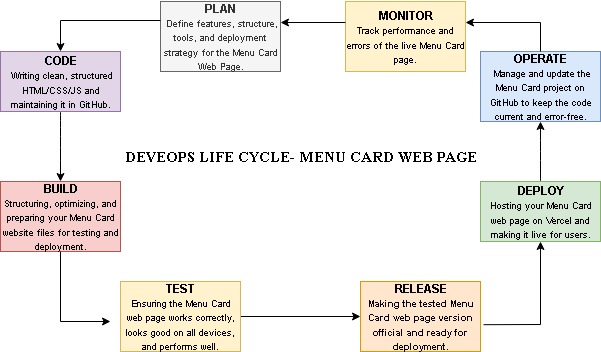 PLAN
Define features, structure,
tools, and deployment
strategy for the Menu Card
Web Page.
MONITOR
Track performance and
errors of the live Menu Card
page.
CODE
Writing clean, structured
HTML/CSS/JS and
maintaining it in GitHub.
OPERATE
Manage and update the
Menu Card project on
GitHub to keep the code
current and error-free.
DEVEOPS LIFE CYCLE- MENU CARD WEB PAGE
BUILD
Structuring, optimizing, and
preparing your Menu Card
website files for testing and
deployment.
DEPLOY
Hosting your Menu Card
web page on Vercel and
making it live for users.
TEST
Ensuring the Menu Card
web page works correctly,
looks good on all devices,
and performs well.
RELEASE
Making the tested Menu
Card web page version
official and ready for
deployment.